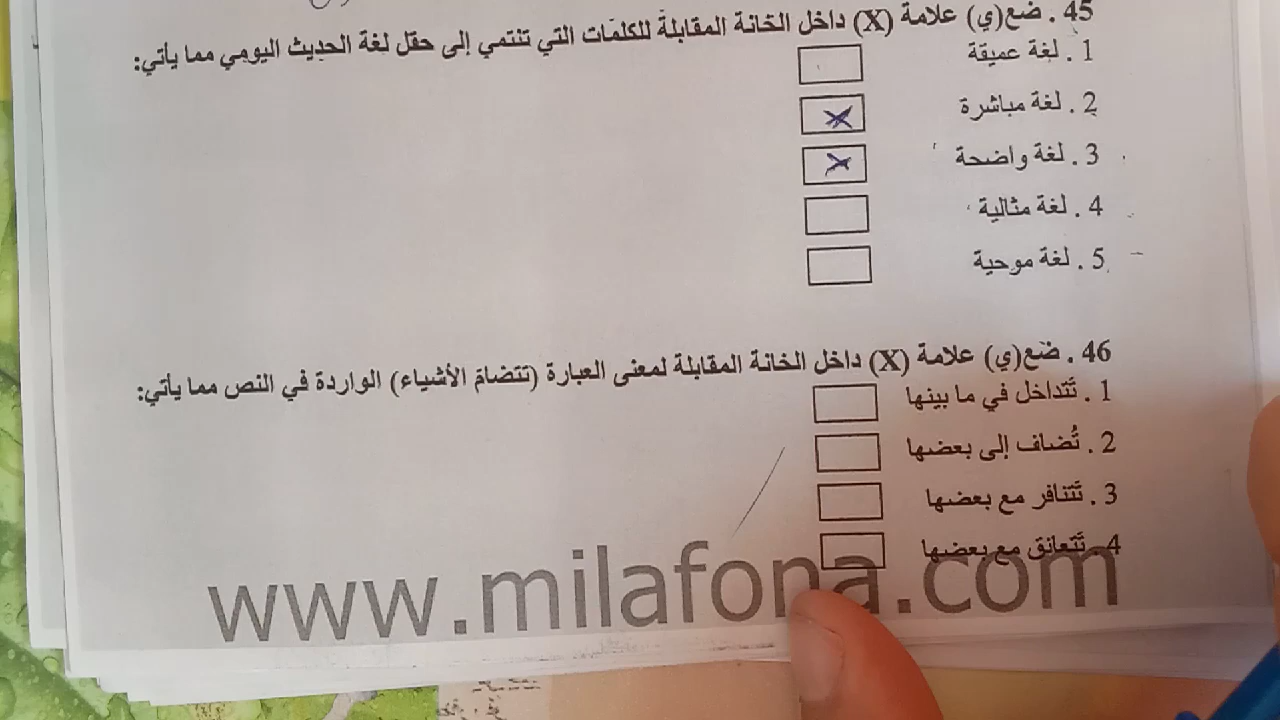 45 . ضع(ي) علامة (X) داخل الخانة المقابلة للكلمات التي تنتمي إلى حقل لغة الحديث اليومي مما يأتي:
1 . لغة عميقة
2 . لغة مباشرة X
3 . لغة واضحة X
4 . لغة مثالية
5 . لغة موحية
46 . ضع(ي) علامة (X) داخل الخانة المقابلة لمعنى العبارة (تتضامّ الأشياء) الواردة في النص مما يأتي:
1 . تَتَداخل في ما بينها
2 . تُضاف إلى بعضها
3 . تَتَنافر مع بعضها
4 . تَتَعانق مع بعضها
www.milafona.com